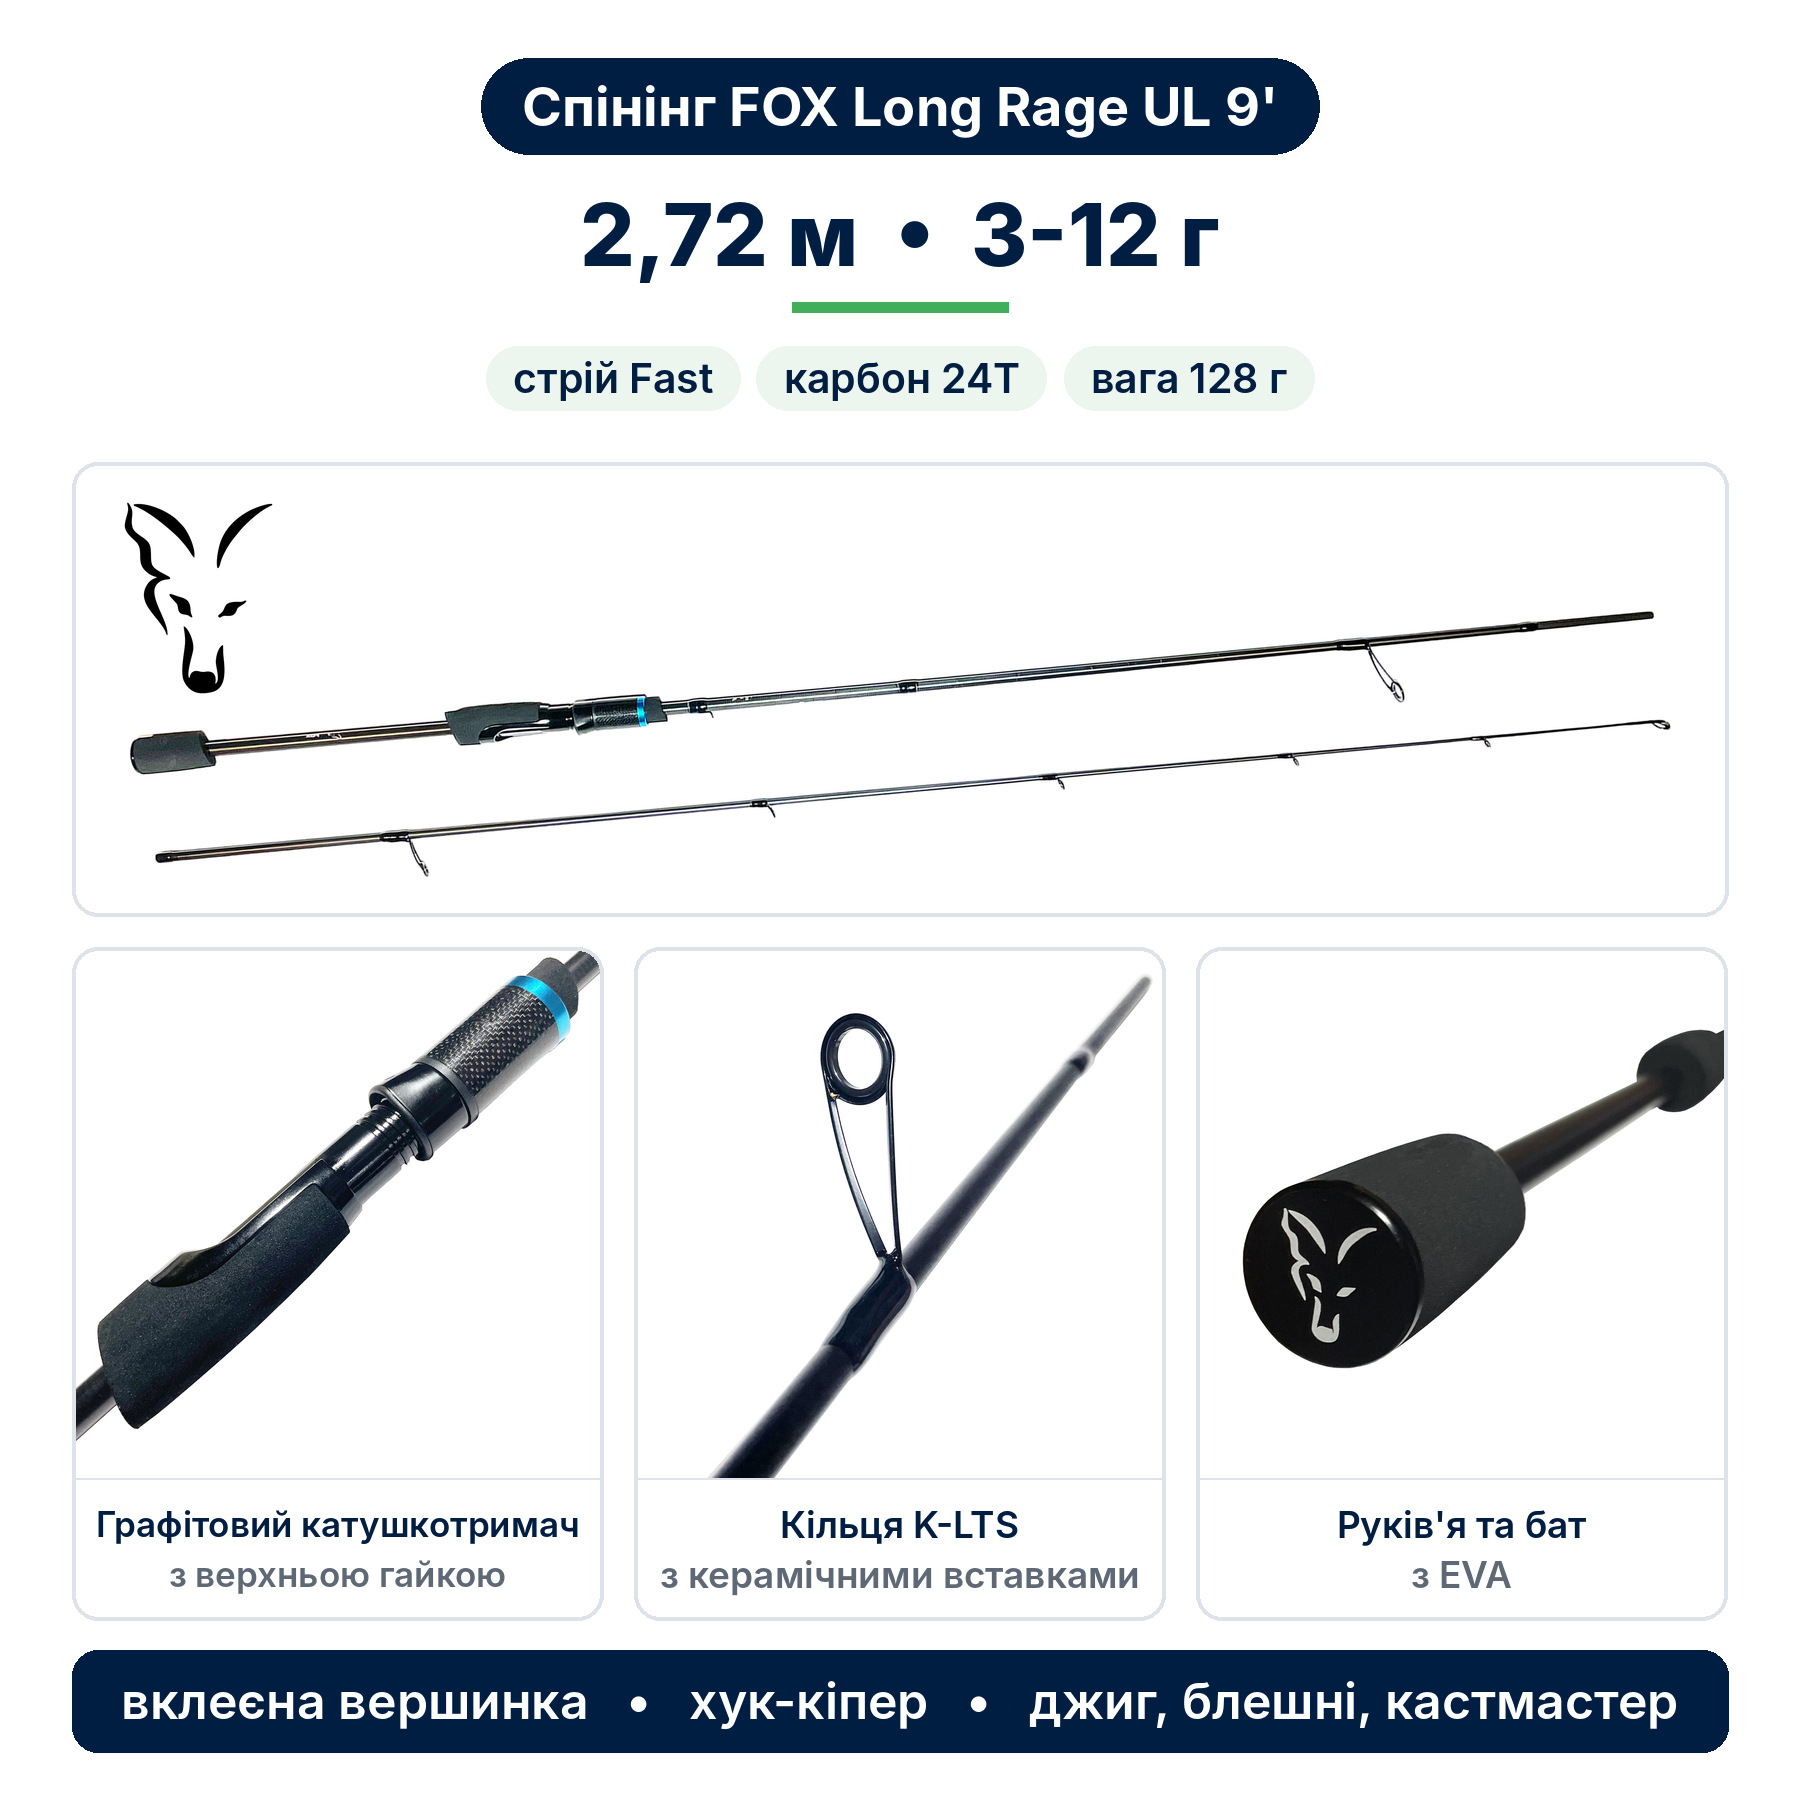 Спінінг FOX Long Rage UL 9'
2,72 м • 3-12 г
стрій Fast карбон 24T вага 128 г
Графітовий катушкотримач
з верхньою гайкою
Кільця K-LTS
з керамічними вставками
Руків'я та бат
з EVA
вклеєна вершинка • хук-кіпер • джиг, блешні, кастмастер